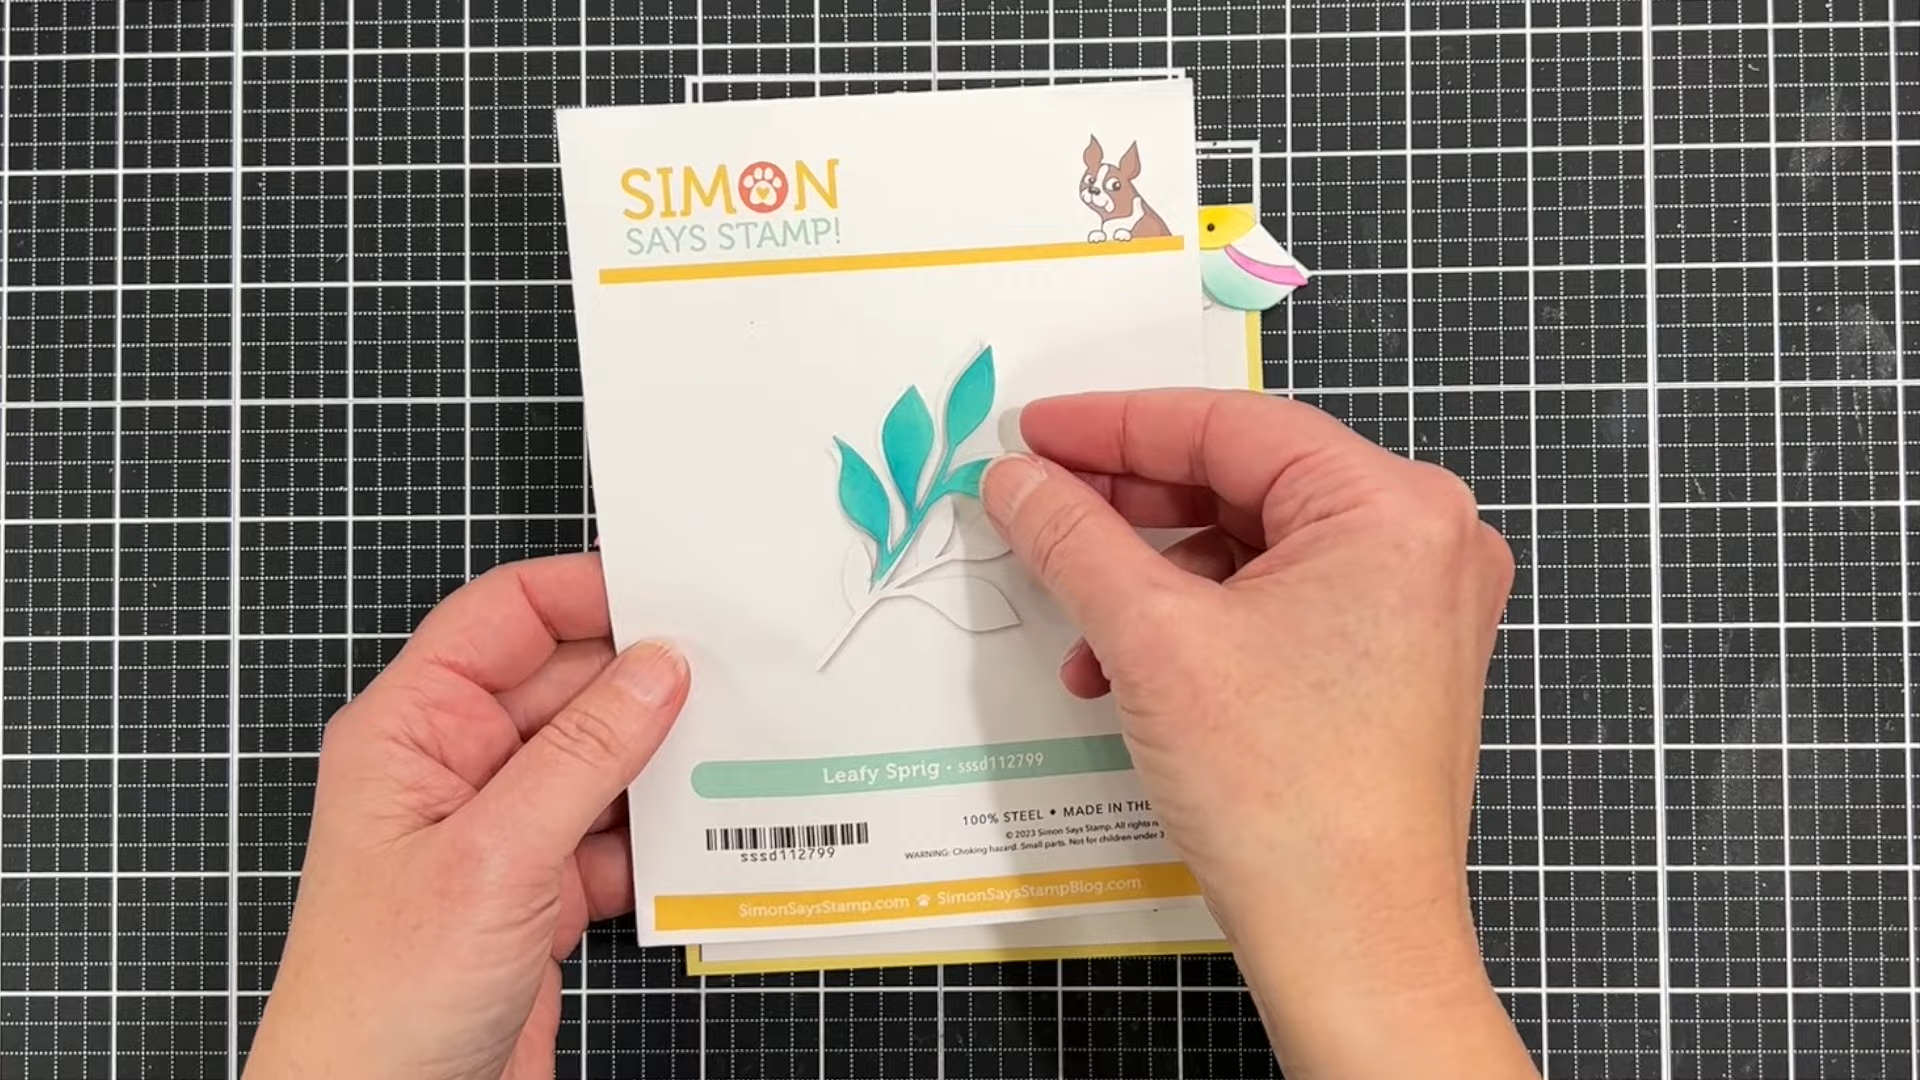 SIMON
SAYS STAMP!
Leafy Sprig • sssd112799
100% STEEL • MADE IN THE
© 2023 Simon Says Stamp. All rights
WARNING: Choking hazard. Small parts. Not for children under 3
sssd112799
SimonSaysStamp.com SimonSaysStampBlog.com